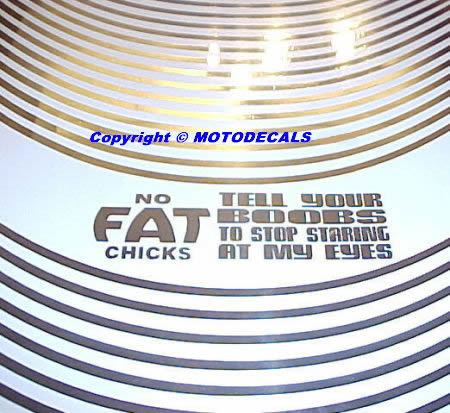 Copyright © MOTODECALS
NO
FAT
CHICKS
TELL YOUR
BOOBS
TO STOP STARING
AT MY EYES